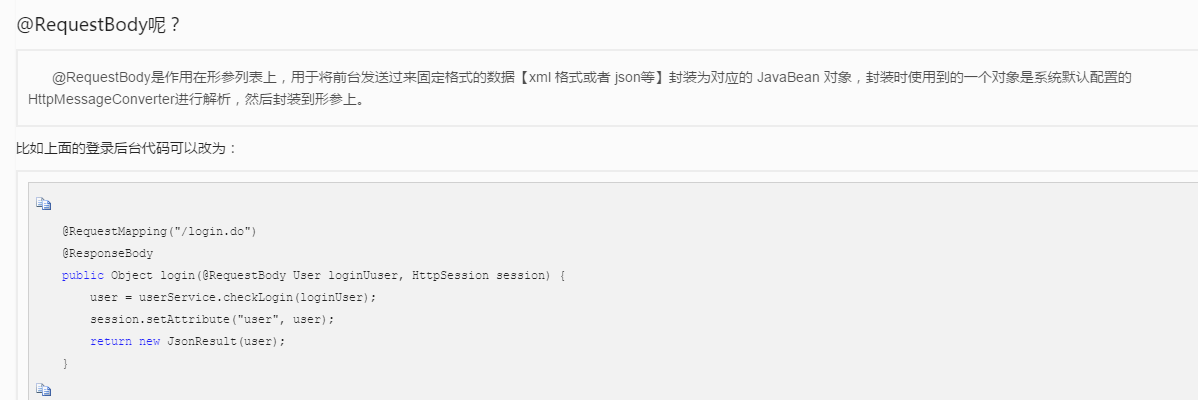 @RequestBody呢？
@RequestBody是作用在形参列表上，用于将前台发送过来固定格式的数据【xml 格式或者 json等】封装为对应的 JavaBean 对象，封装时使用到的一个对象是系统默认配置的
HttpMessageConverter进行解析，然后封装到形参上。
比如上面的登录后台代码可以改为：
@RequestMapping("/login.do")
@ResponseBody
public Object login(@RequestBody User loginUuser, HttpSession session) {
user = userService.checkLogin(loginUser);
session.setAttribute("user", user);
return new JsonResult(user);
}